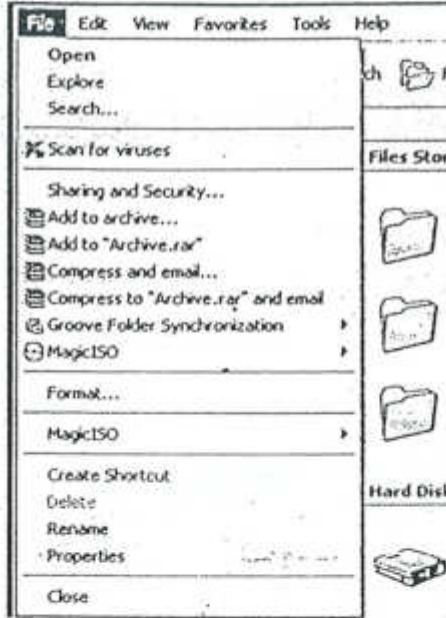 File Edit View Favorites Tools Help
Open
Explore
ch
Search...
Scan for viruses
Files Stor
Sharing and Security...
Add to archive...
Add to "Archive.rar"
Compress and email...
Compress to "Archive.rar" and email
Groove Folder Synchronization
MagicISO
Format...
MagicISO
Create Shortcut
Hard Disk
Delete
Rename
Properties
Close